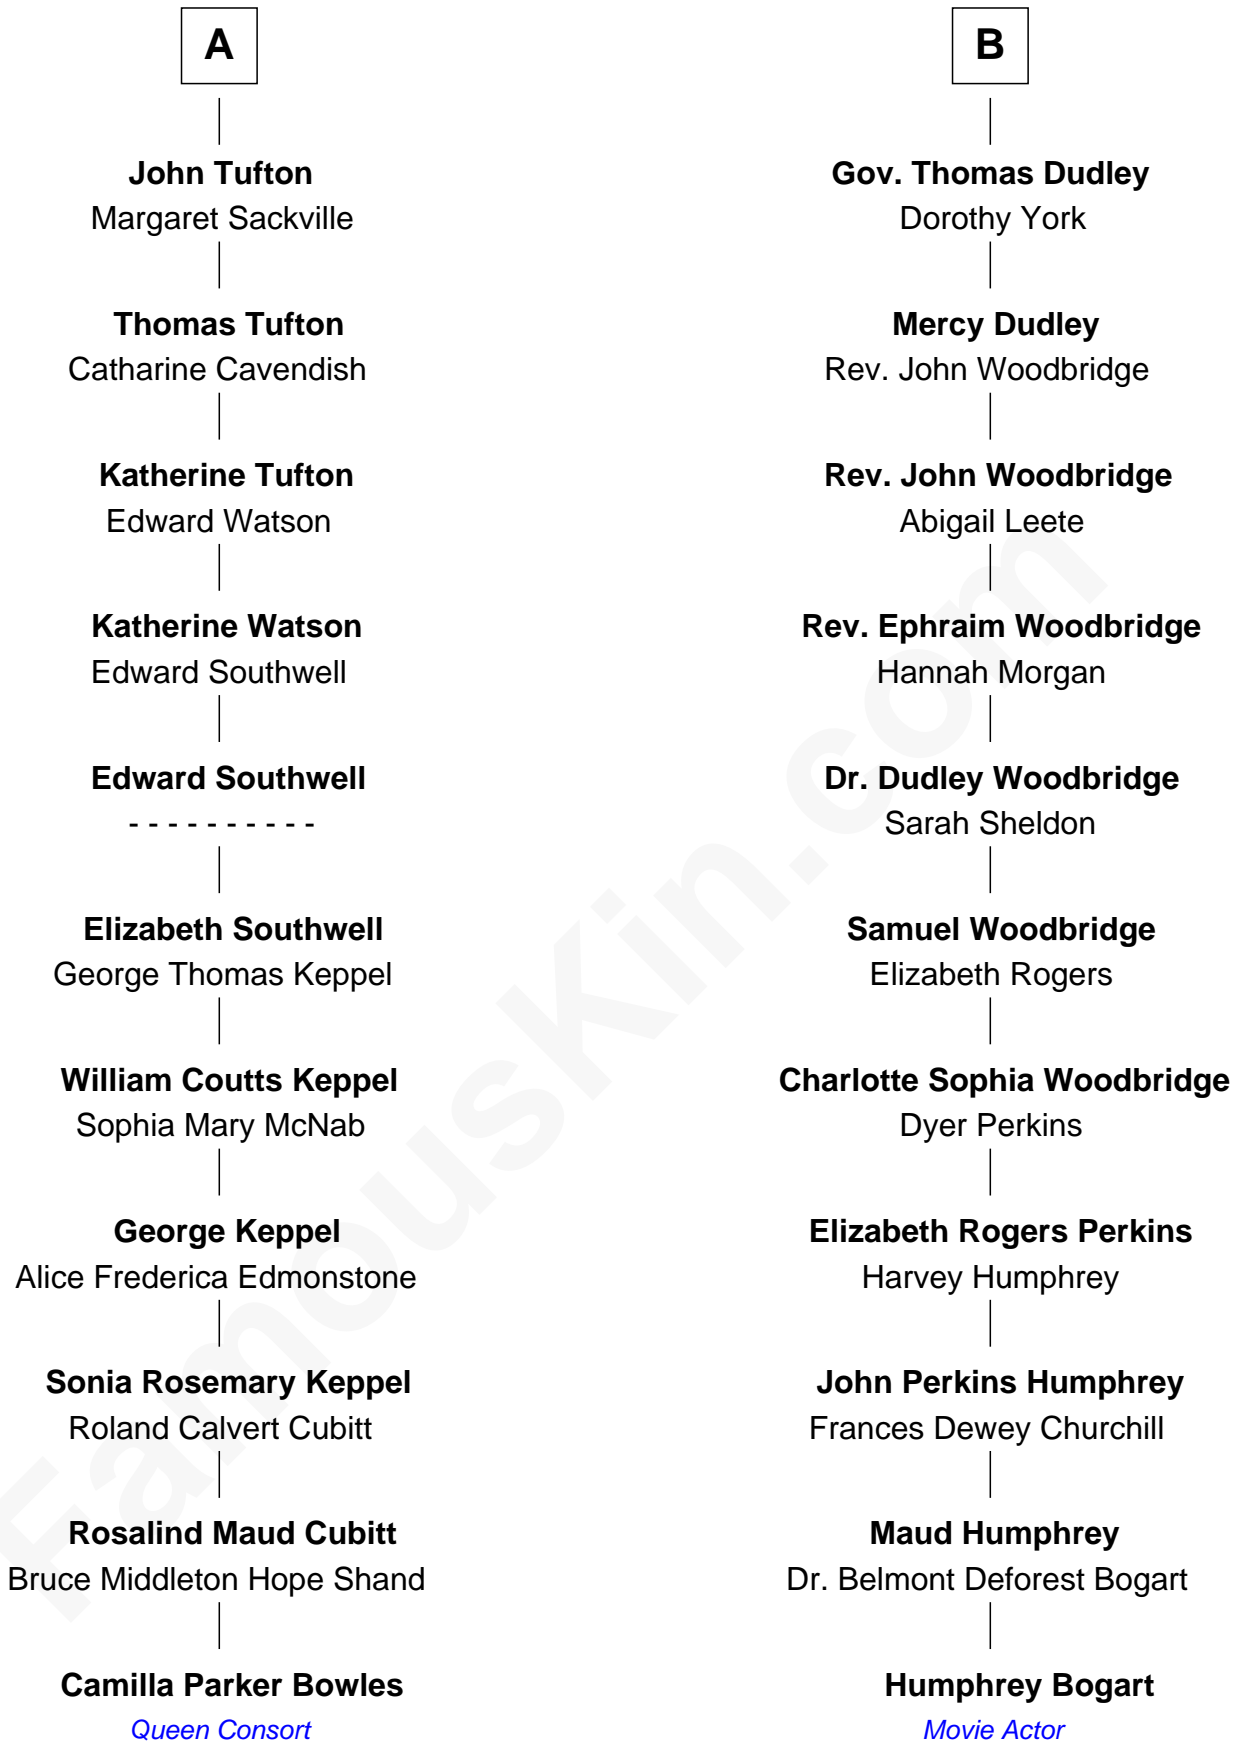 A
John Tufton
Margaret Sackville
Thomas Tufton
Catharine Cavendish
Katherine Tufton
Edward Watson
Katherine Watson
Edward Southwell
Edward Southwell
- - - - - - - - - -
Elizabeth Southwell
George Thomas Keppel
William Coutts Keppel
Sophia Mary McNab
George Keppel
Alice Frederica Edmonstone
Sonia Rosemary Keppel
Roland Calvert Cubitt
Rosalind Maud Cubitt
Bruce Middleton Hope Shand
Camilla Parker Bowles
Queen Consort
B
Gov. Thomas Dudley
Dorothy York
Mercy Dudley
Rev. John Woodbridge
Rev. John Woodbridge
Abigail Leete
Rev. Ephraim Woodbridge
Hannah Morgan
Dr. Dudley Woodbridge
Sarah Sheldon
Samuel Woodbridge
Elizabeth Rogers
Charlotte Sophia Woodbridge
Dyer Perkins
Elizabeth Rogers Perkins
Harvey Humphrey
John Perkins Humphrey
Frances Dewey Churchill
Maud Humphrey
Dr. Belmont Deforest Bogart
Humphrey Bogart
Movie Actor
FamousKin.com